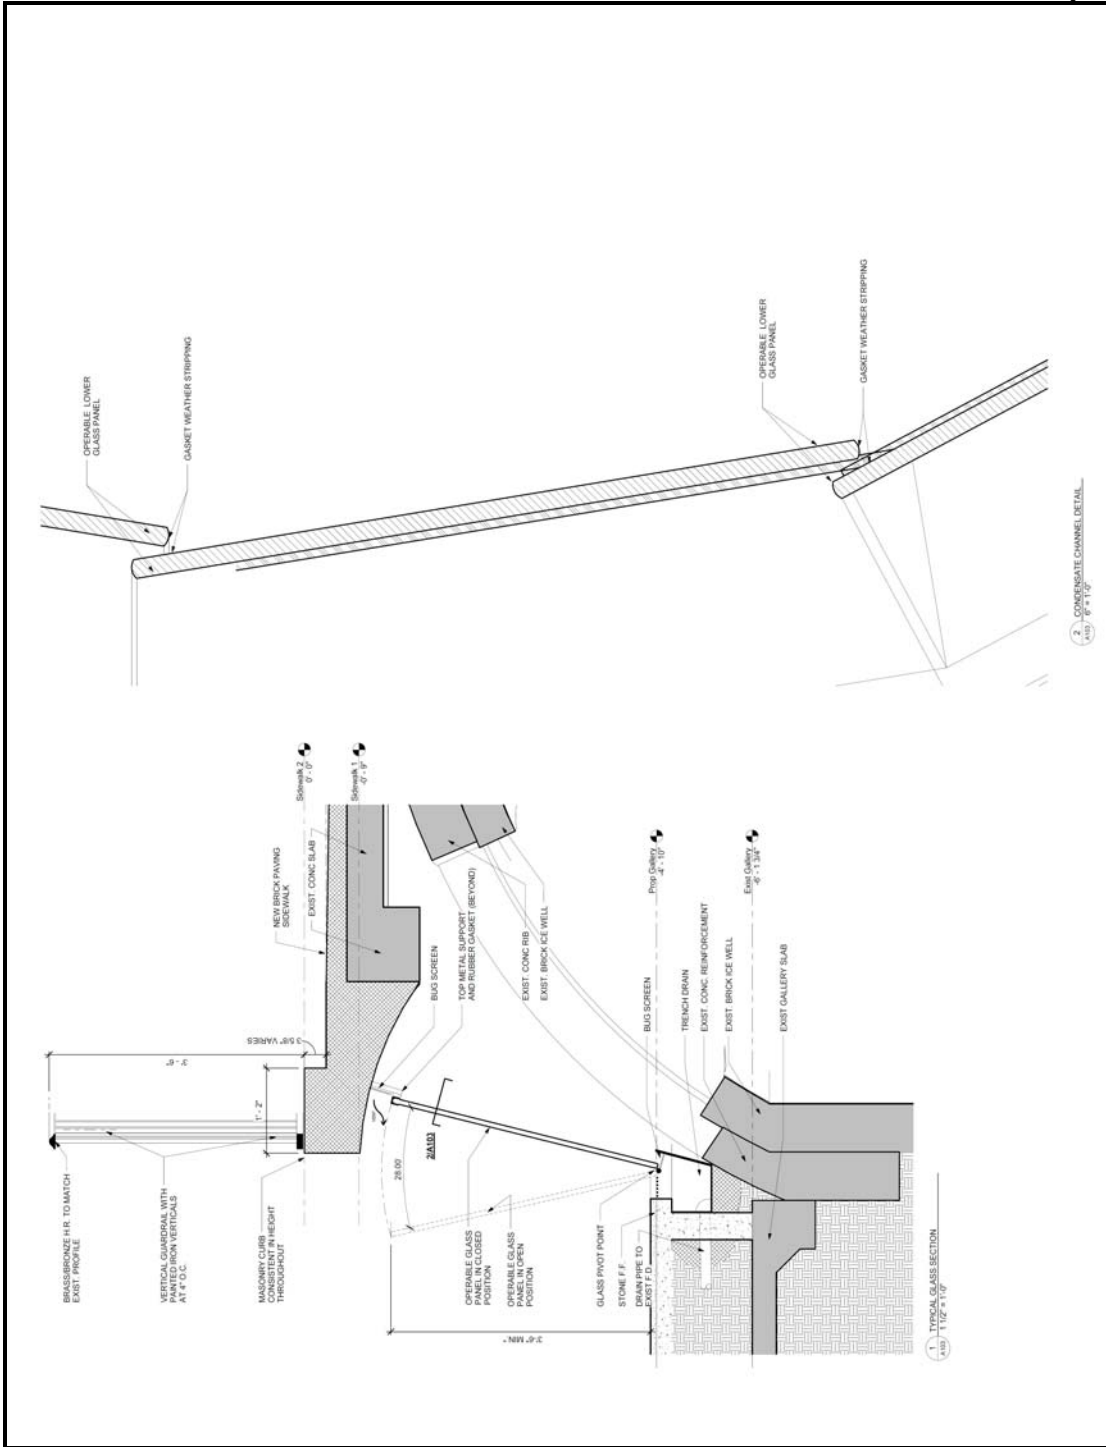 BRASS/BRONZE H.R. TO MATCH
EXIST. PROFILE
VERTICAL GUARDRAIL WITH
PAINTED IRON VERTICALS
AT 4" O.C.
MASONRY CURB
CONSISTENT IN HEIGHT
THROUGHOUT
3' - 6"
1' - 2"
3 5/8" VARIES
NEW BRICK PAVING
SIDEWALK
EXIST. CONC SLAB
Sidewalk 2
0' - 0"
Sidewalk 1
-0' - 9"
BUG SCREEN
TOP METAL SUPPORT
AND RUBBER GASKET (BEYOND)
EXIST. CONC RIB
EXIST. BRICK ICE WELL
28.00
2/A103
OPERABLE GLASS
PANEL IN CLOSED
POSITION
OPERABLE GLASS
PANEL IN OPEN
POSITION
3'-6" MIN."
GLASS PIVOT POINT
STONE F.F.
DRAIN PIPE TO
EXIST F.D.
BUG SCREEN
Prop Gallery
-4' - 10"
TRENCH DRAIN
EXIST. CONC. REINFORCEMENT
EXIST. BRICK ICE WELL
Exist Gallery
-6' - 1 3/4"
EXIST GALLERY SLAB
1
A103
TYPICAL GLASS SECTION
1 1/2" = 1'-0"
OPERABLE LOWER
GLASS PANEL
GASKET WEATHER STRIPPING
OPERABLE LOWER
GLASS PANEL
GASKET WEATHER STRIPPING
2
A103
CONDENSATE CHANNEL DETAIL
6" = 1'-0"